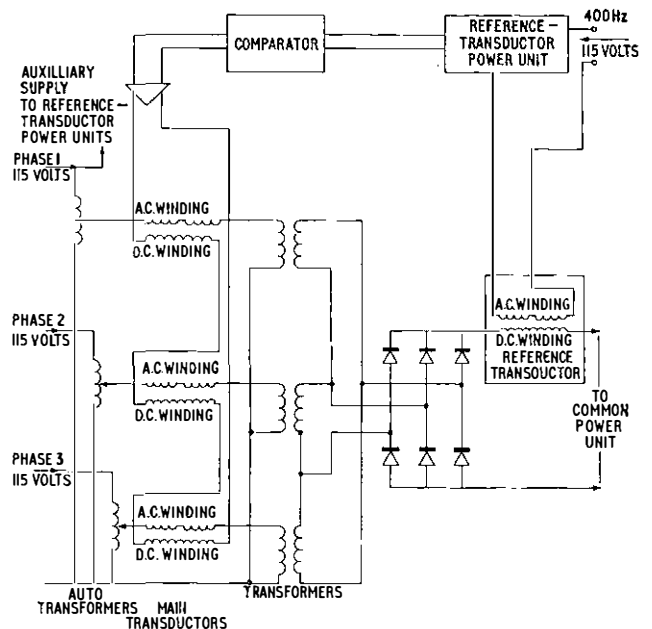 400Hz
115 VOLTS
COMPARATOR
REFERENCE-
TRANSDUCTOR
POWER UNIT
AUXILLIARY
SUPPLY
TO REFERENCE-
TRANSDUCTOR
POWER UNITS
PHASE 1
115 VOLTS
A.C. WINDING
D.C. WINDING
PHASE 2
115 VOLTS
A.C. WINDING
D.C. WINDING
PHASE 3
115 VOLTS
A.C. WINDING
D.C. WINDING
A.C. WINDING
D.C. WINDING
REFERENCE
TRANSOUCTOR
TO
COMMON
POWER
UNIT
AUTO
TRANSFORMERS
MAIN
TRANSDUCTORS
TRANSFORMERS